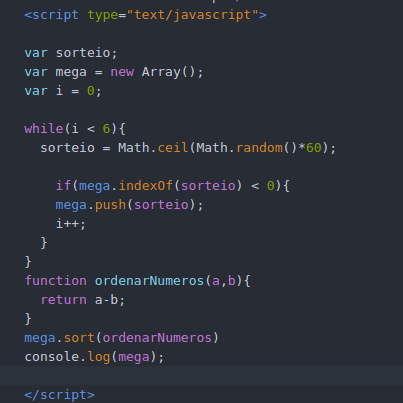 <script type="text/javascript">
var sorteio;
var mega = new Array();
var i = 0;
while(i < 6){
sorteio = Math.ceil(Math.random()*60);
if(mega.indexOf(sorteio) < 0){
mega.push(sorteio);
i++;
}
}
function ordenarNumeros(a,b){
return a-b;
}
mega.sort(ordenarNumeros)
console.log(mega);
</script>